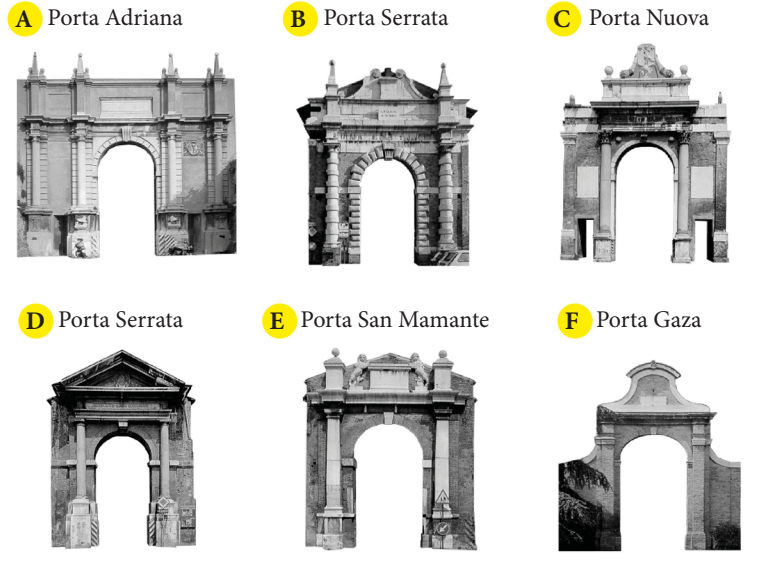 A Porta Adriana
B Porta Serrata
C Porta Nuova
D Porta Serrata
E Porta San Mamante
F Porta Gaza